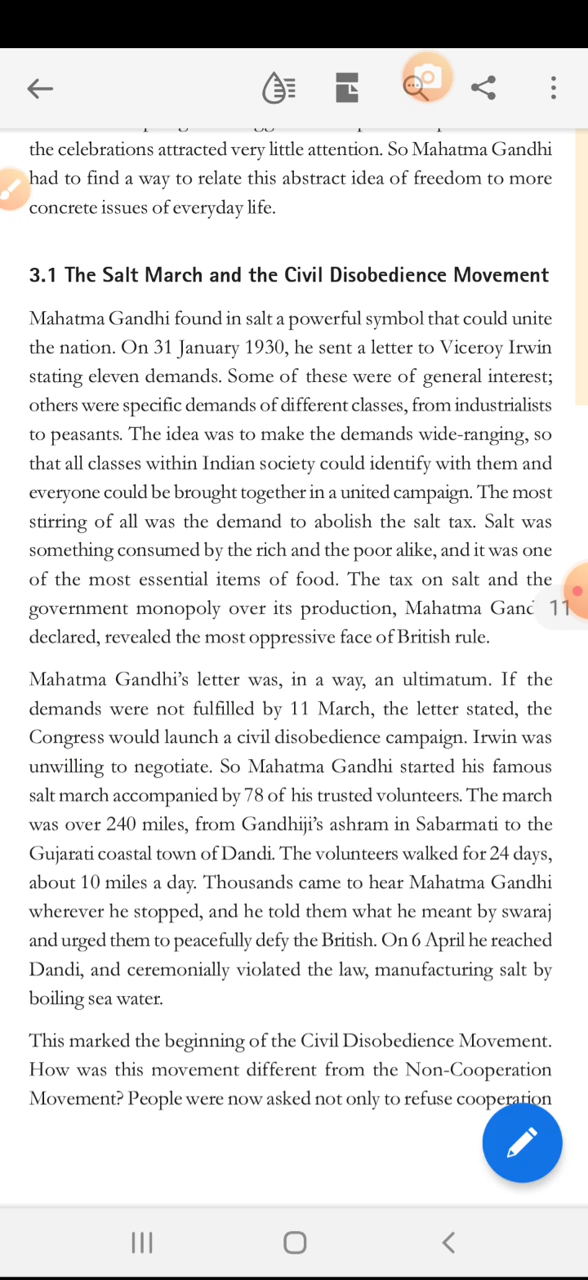 the celebrations attracted very little attention. So Mahatma Gandhi
had to find a way to relate this abstract idea of freedom to more
concrete issues of everyday life.
3.1 The Salt March and the Civil Disobedience Movement
Mahatma Gandhi found in salt a powerful symbol that could unite
the nation. On 31 January 1930, he sent a letter to Viceroy Irwin
stating eleven demands. Some of these were of general interest;
others were specific demands of different classes, from industrialists
to peasants. The idea was to make the demands wide-ranging, so
that all classes within Indian society could identify with them and
everyone could be brought together in a united campaign. The most
stirring of all was the demand to abolish the salt tax. Salt was
something consumed by the rich and the poor alike, and it was one
of the most essential items of food. The tax on salt and the
government monopoly over its production, Mahatma Gand 11
declared, revealed the most oppressive face of British rule.
Mahatma Gandhi’s letter was, in a way, an ultimatum. If the
demands were not fulfilled by 11 March, the letter stated, the
Congress would launch a civil disobedience campaign. Irwin was
unwilling to negotiate. So Mahatma Gandhi started his famous
salt march accompanied by 78 of his trusted volunteers. The march
was over 240 miles, from Gandhiji’s ashram in Sabarmati to the
Gujarati coastal town of Dandi. The volunteers walked for 24 days,
about 10 miles a day. Thousands came to hear Mahatma Gandhi
wherever he stopped, and he told them what he meant by swaraj
and urged them to peacefully defy the British. On 6 April he reached
Dandi, and ceremonially violated the law, manufacturing salt by
boiling sea water.
This marked the beginning of the Civil Disobedience Movement.
How was this movement different from the Non-Cooperation
Movement? People were now asked not only to refuse cooperation